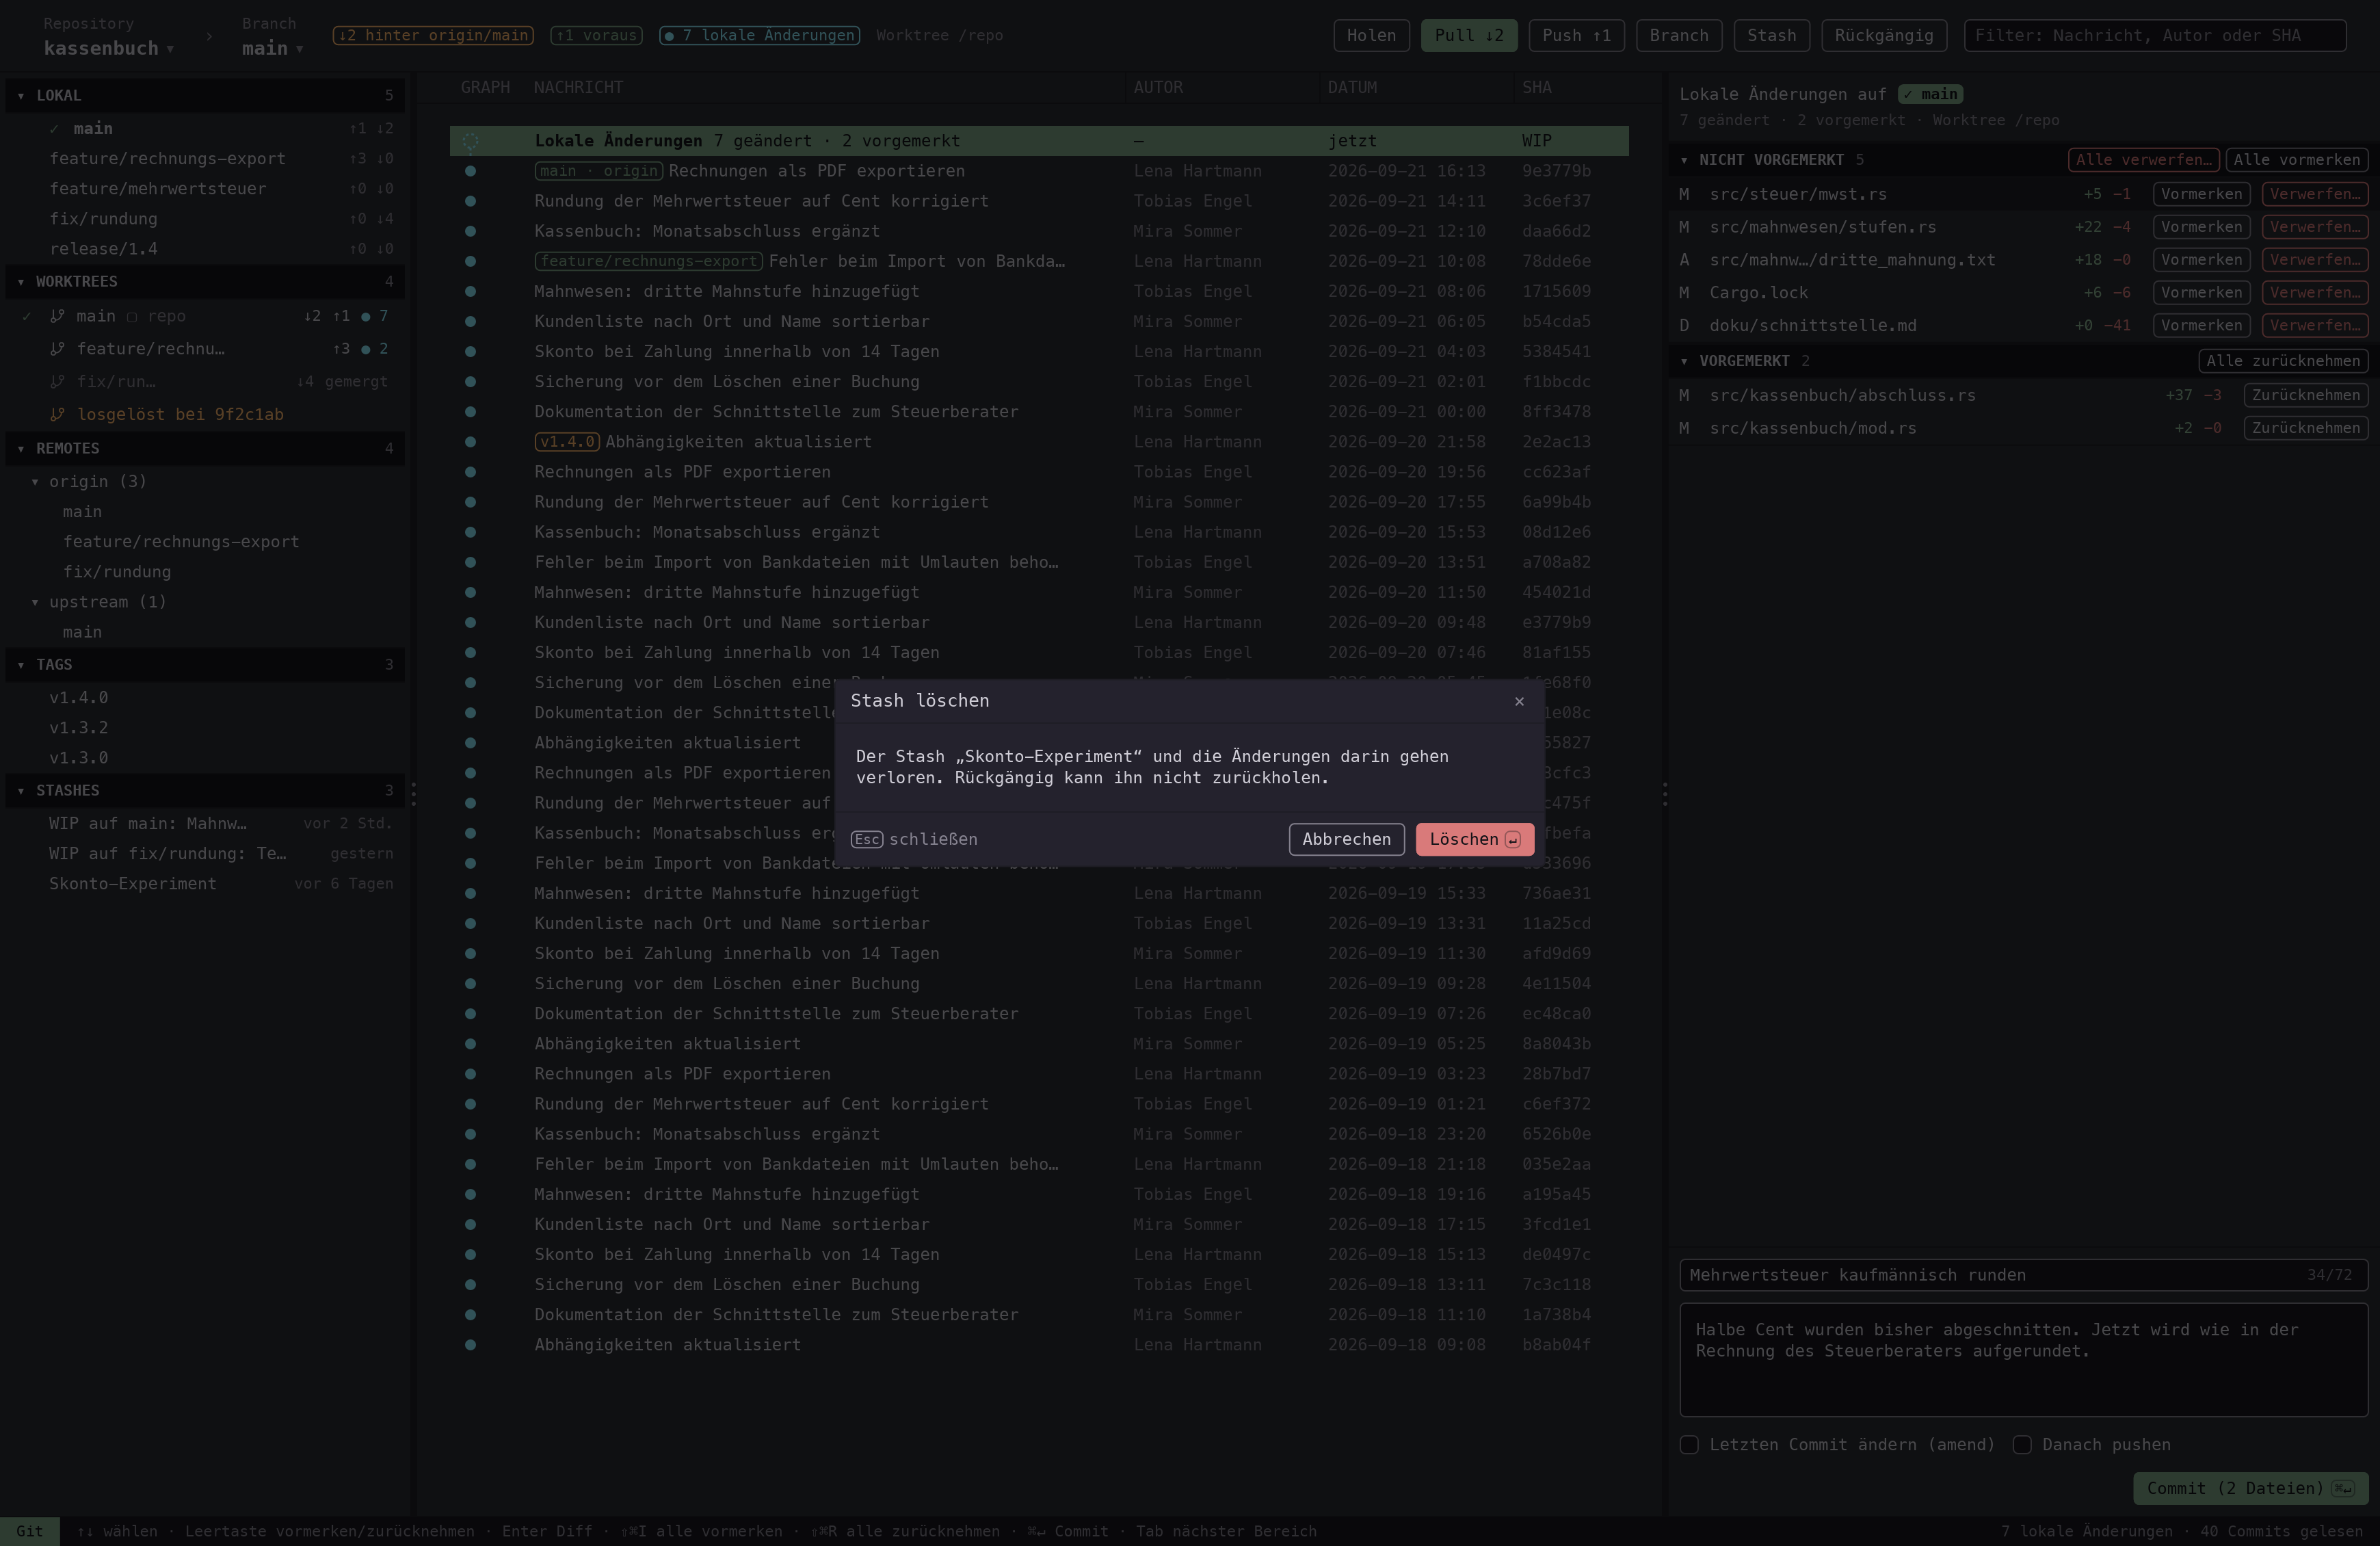 Repository Branch
kassenbuch ▾ › main ▾ ↓2 hinter origin/main ↑1 voraus ● 7 lokale Änderungen Worktree /repo Holen Pull ↓2 Push ↑1 Branch Stash Rückgängig Filter: Nachricht, Autor oder SHA
▾ LOKAL 5
✓ main ↑1 ↓2
feature/rechnungs-export ↑3 ↓0
feature/mehrwertsteuer ↑0 ↓0
fix/rundung ↑0 ↓4
release/1.4 ↑0 ↓0
▾ WORKTREES 4
✓ main ▢ repo ↓2 ↑1 ● 7
feature/rechnu… ↑3 ● 2
fix/run… ↓4 gemergt
losgelöst bei 9f2c1ab
▾ REMOTES 4
▾ origin (3)
main
feature/rechnungs-export
fix/rundung
▾ upstream (1)
main
▾ TAGS 3
v1.4.0
v1.3.2
v1.3.0
▾ STASHES 3
WIP auf main: Mahnw… vor 2 Std.
WIP auf fix/rundung: Te… gestern
Skonto-Experiment vor 6 Tagen
GRAPH NACHRICHT AUTOR DATUM SHA
Lokale Änderungen 7 geändert · 2 vorgemerkt — jetzt WIP
main · origin Rechnungen als PDF exportieren Lena Hartmann 2026-09-21 16:13 9e3779b
Rundung der Mehrwertsteuer auf Cent korrigiert Tobias Engel 2026-09-21 14:11 3c6ef37
Kassenbuch: Monatsabschluss ergänzt Mira Sommer 2026-09-21 12:10 daa66d2
feature/rechnungs-export Fehler beim Import von Bankda… Lena Hartmann 2026-09-21 10:08 78dde6e
Mahnwesen: dritte Mahnstufe hinzugefügt Tobias Engel 2026-09-21 08:06 1715609
Kundenliste nach Ort und Name sortierbar Mira Sommer 2026-09-21 06:05 b54cda5
Skonto bei Zahlung innerhalb von 14 Tagen Lena Hartmann 2026-09-21 04:03 5384541
Sicherung vor dem Löschen einer Buchung Tobias Engel 2026-09-21 02:01 f1bbcdc
Dokumentation der Schnittstelle zum Steuerberater Mira Sommer 2026-09-21 00:00 8ff3478
v1.4.0 Abhängigkeiten aktualisiert Lena Hartmann 2026-09-20 21:58 2e2ac13
Rechnungen als PDF exportieren Tobias Engel 2026-09-20 19:56 cc623af
Rundung der Mehrwertsteuer auf Cent korrigiert Mira Sommer 2026-09-20 17:55 6a99b4b
Kassenbuch: Monatsabschluss ergänzt Lena Hartmann 2026-09-20 15:53 08d12e6
Fehler beim Import von Bankdateien mit Umlauten beho… Tobias Engel 2026-09-20 13:51 a708a82
Mahnwesen: dritte Mahnstufe hinzugefügt Mira Sommer 2026-09-20 11:50 454021d
Kundenliste nach Ort und Name sortierbar Lena Hartmann 2026-09-20 09:48 e3779b9
Skonto bei Zahlung innerhalb von 14 Tagen Tobias Engel 2026-09-20 07:46 81af155
Sicherung vor dem Löschen einer
Dokumentation der Schnittstelle
Abhängigkeiten aktualisiert
Rechnungen als PDF exportieren
Rundung der Mehrwertsteuer auf
Kassenbuch: Monatsabschluss
Fehler beim Import von
Mahnwesen: dritte Mahnstufe hinzugefügt Lena Hartmann 2026-09-19 15:33 736ae31
Kundenliste nach Ort und Name sortierbar Tobias Engel 2026-09-19 13:31 11a25cd
Skonto bei Zahlung innerhalb von 14 Tagen Mira Sommer 2026-09-19 11:30 afd9d69
Sicherung vor dem Löschen einer Buchung Lena Hartmann 2026-09-19 09:28 4e11504
Dokumentation der Schnittstelle zum Steuerberater Tobias Engel 2026-09-19 07:26 ec48ca0
Abhängigkeiten aktualisiert Mira Sommer 2026-09-19 05:25 8a8043b
Rechnungen als PDF exportieren Lena Hartmann 2026-09-19 03:23 28b7bd7
Rundung der Mehrwertsteuer auf Cent korrigiert Tobias Engel 2026-09-19 01:21 c6ef372
Kassenbuch: Monatsabschluss ergänzt Mira Sommer 2026-09-18 23:20 6526b0e
Fehler beim Import von Bankdateien mit Umlauten beho… Lena Hartmann 2026-09-18 21:18 035e2aa
Mahnwesen: dritte Mahnstufe hinzugefügt Tobias Engel 2026-09-18 19:16 a195a45
Kundenliste nach Ort und Name sortierbar Mira Sommer 2026-09-18 17:15 3fcd1e1
Skonto bei Zahlung innerhalb von 14 Tagen Lena Hartmann 2026-09-18 15:13 de0497c
Sicherung vor dem Löschen einer Buchung Tobias Engel 2026-09-18 13:11 7c3c118
Dokumentation der Schnittstelle zum Steuerberater Mira Sommer 2026-09-18 11:10 1a738b4
Abhängigkeiten aktualisiert Lena Hartmann 2026-09-18 09:08 b8ab04f
Stash löschen ×
Der Stash „Skonto-Experiment“ und die Änderungen darin gehen
verloren. Rückgängig kann ihn nicht zurückholen.
Esc schließen Abbrechen Löschen ↵
Lokale Änderungen auf ✓ main
7 geändert · 2 vorgemerkt · Worktree /repo
▾ NICHT VORGEMERKT 5 Alle verwerfen… Alle vormerken
M src/steuer/mwst.rs +5 −1 Vormerken Verwerfen…
M src/mahnwesen/stufen.rs +22 −4 Vormerken Verwerfen…
A src/mahnw…/dritte_mahnung.txt +18 −0 Vormerken Verwerfen…
M Cargo.lock +6 −6 Vormerken Verwerfen…
D doku/schnittstelle.md +0 −41 Vormerken Verwerfen…
▾ VORGEMERKT 2 Alle zurücknehmen
M src/kassenbuch/abschluss.rs +37 −3 Zurücknehmen
M src/kassenbuch/mod.rs +2 −0 Zurücknehmen
Mehrwertsteuer kaufmännisch runden 34/72
Halbe Cent wurden bisher abgeschnitten. Jetzt wird wie in der
Rechnung des Steuerberaters aufgerundet.
Letzten Commit ändern (amend) Danach pushen
Commit (2 Dateien) ⌘↵
Git ↑↓ wählen · Leertaste vormerken/zurücknehmen · Enter Diff · ⇧⌘I alle vormerken · ⇧⌘R alle zurücknehmen · ⌘↵ Commit · Tab nächster Bereich 7 lokale Änderungen · 40 Commits gelesen